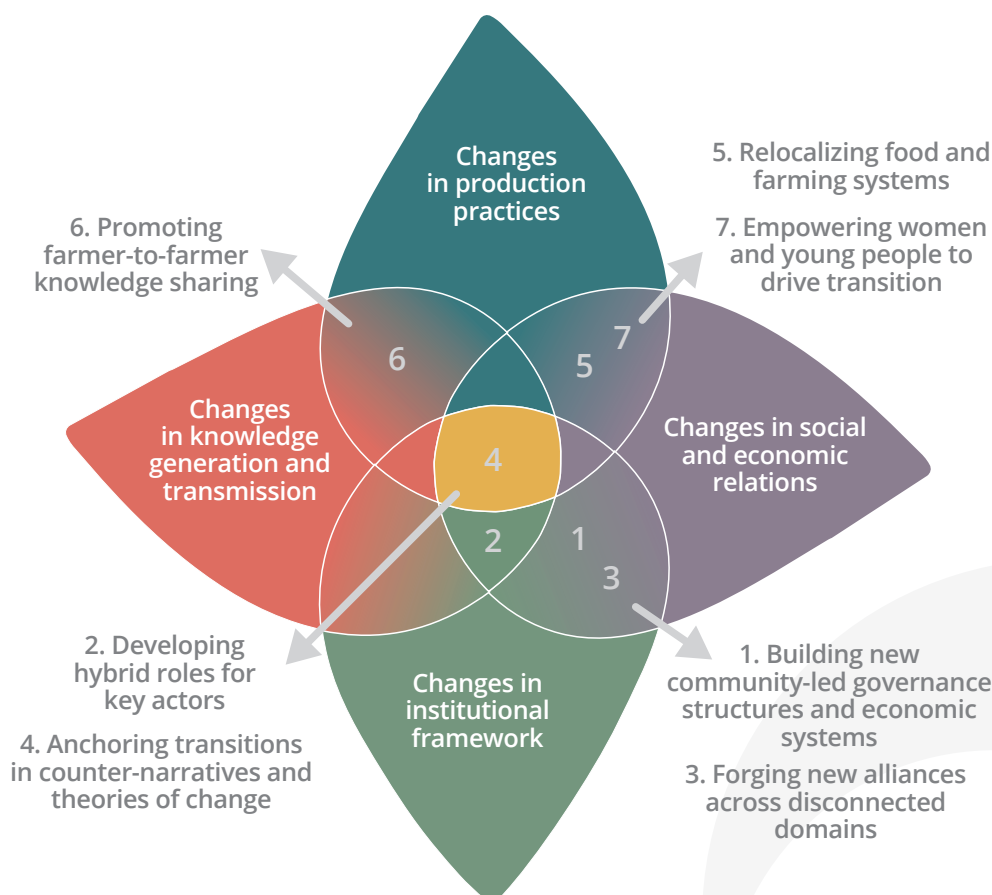 Changes
in production
practices
5. Relocalizing food and
farming systems
7. Empowering women
and young people to
drive transition
6. Promoting
farmer-to-farmer
knowledge sharing
6
7
5
Changes
in knowledge
generation and
transmission
4
Changes in social
and economic
relations
2
1
3
2. Developing
hybrid roles for
key actors
4. Anchoring transitions
in counter-narratives and
theories of change
Changes in
institutional
framework
1. Building new
community-led governance
structures and economic
systems
3. Forging new alliances
across disconnected
domains